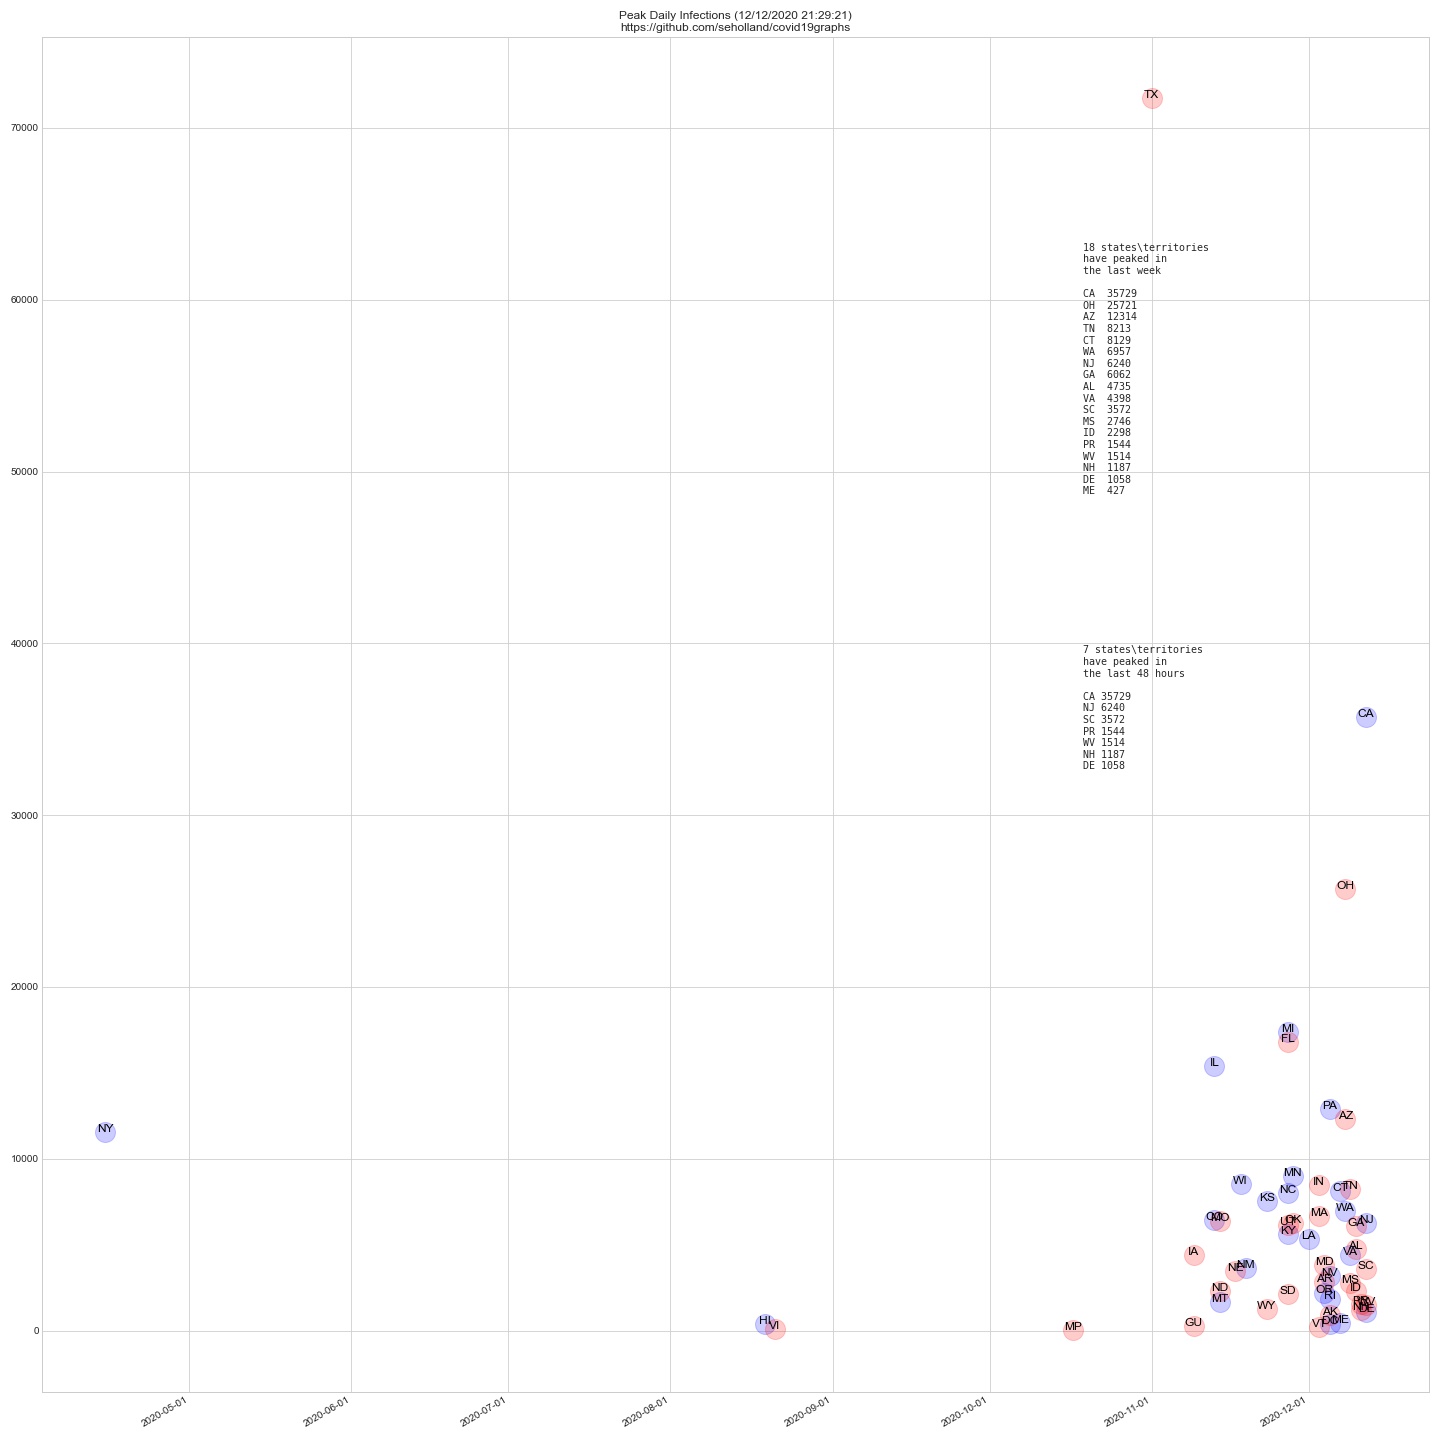 Peak Daily Infections (12/12/2020 21:29:21)
https://github.com/seholland/covid19graphs
TX
70000
18 states\territories
have peaked in
the last week
60000
CA 35729
OH 25721
AZ 12314
TN 8213
CT 8129
WA 6957
NJ 6240
GA 6062
AL 4735
VA 4398
SC 3572
MS 2746
ID 2298
PR 1544
WV 1514
NH 1187
DE 1058
ME 427
50000
40000
7 states\territories
have peaked in
the last 48 hours
CA 35729
NJ 6240
SC 3572
PR 1544
WV 1514
NH 1187
DE 1058
CA
30000
OH
20000
MI
FL
IL
PA
AZ
NY
10000
MN
WI
NC
KS
IN
CT
TN
WA
MA
MO
OK
UT
KY
GA
NJ
LA
IA
AL
VA
MD
NE
NM
SC
NV
AR
MS
ND
MT
SD
OR
ID
RI
WY
DE
AK
HI
VI
MP
GU
VT
ME
0
2020-05-01
2020-06-01
2020-07-01
2020-08-01
2020-09-01
2020-10-01
2020-11-01
2020-12-01